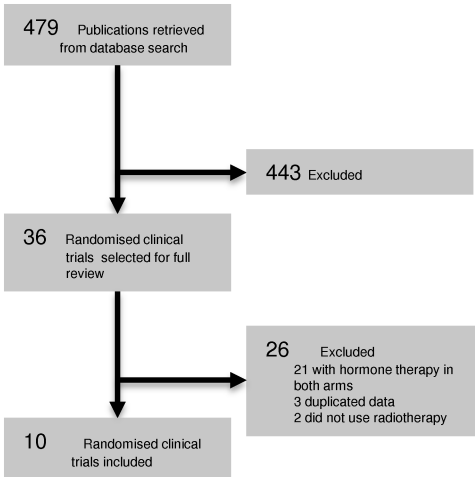 479 Publications retrieved
from database search
443 Excluded
36 Randomised clinical
trials selected for full
review
26 Excluded
21 with hormone therapy in
both arms
3 duplicated data
2 did not use radiotherapy
10 Randomised clinical
trials included